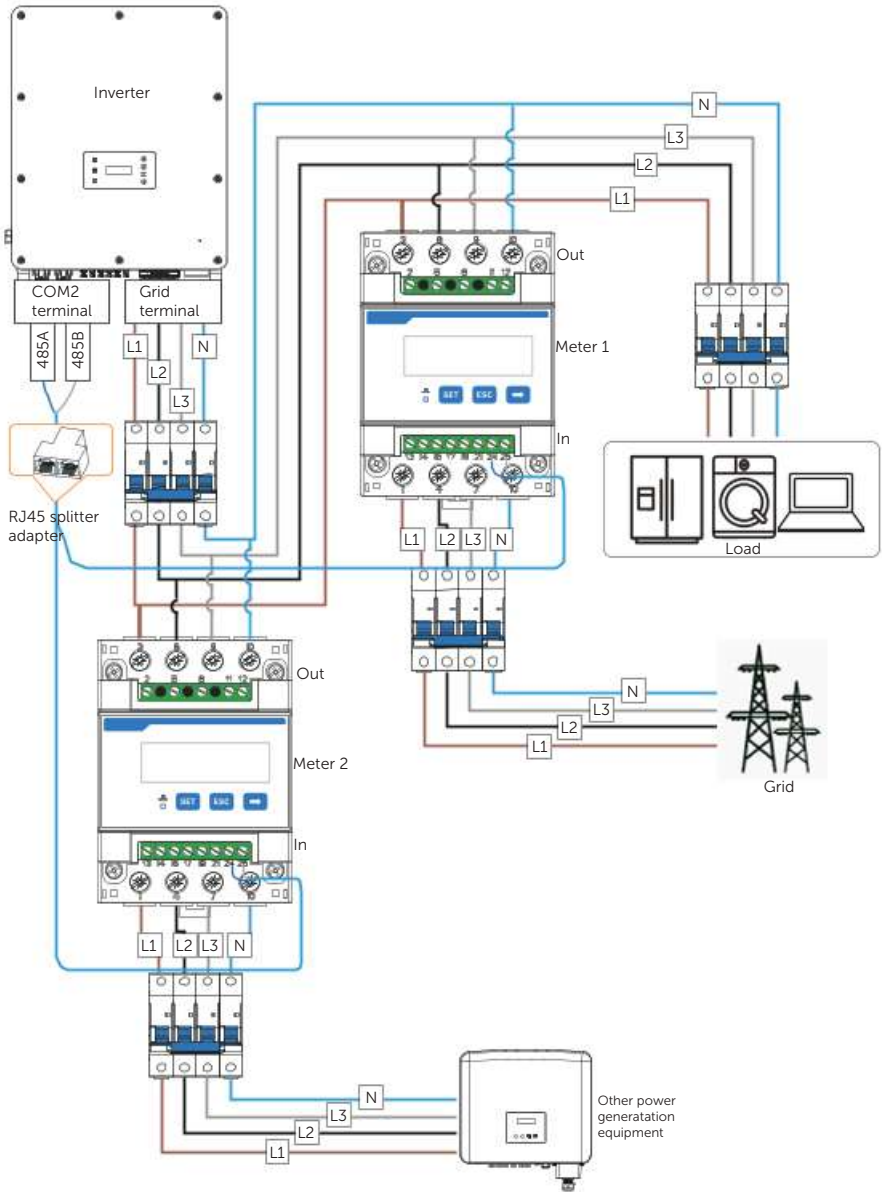 Inverter
N
L3
L2
L1
Out
COM2
terminal
Grid
terminal
485A
485B
L1
N
L2
L3
Meter 1
SET
ESC
In
RJ45 splitter
adapter
L1
L2
L3
N
Load
Out
N
L3
L2
L1
Grid
Meter 2
SET
ESC
In
L1
L2
L3
N
N
L3
L2
L1
Other power
generatation
equipment